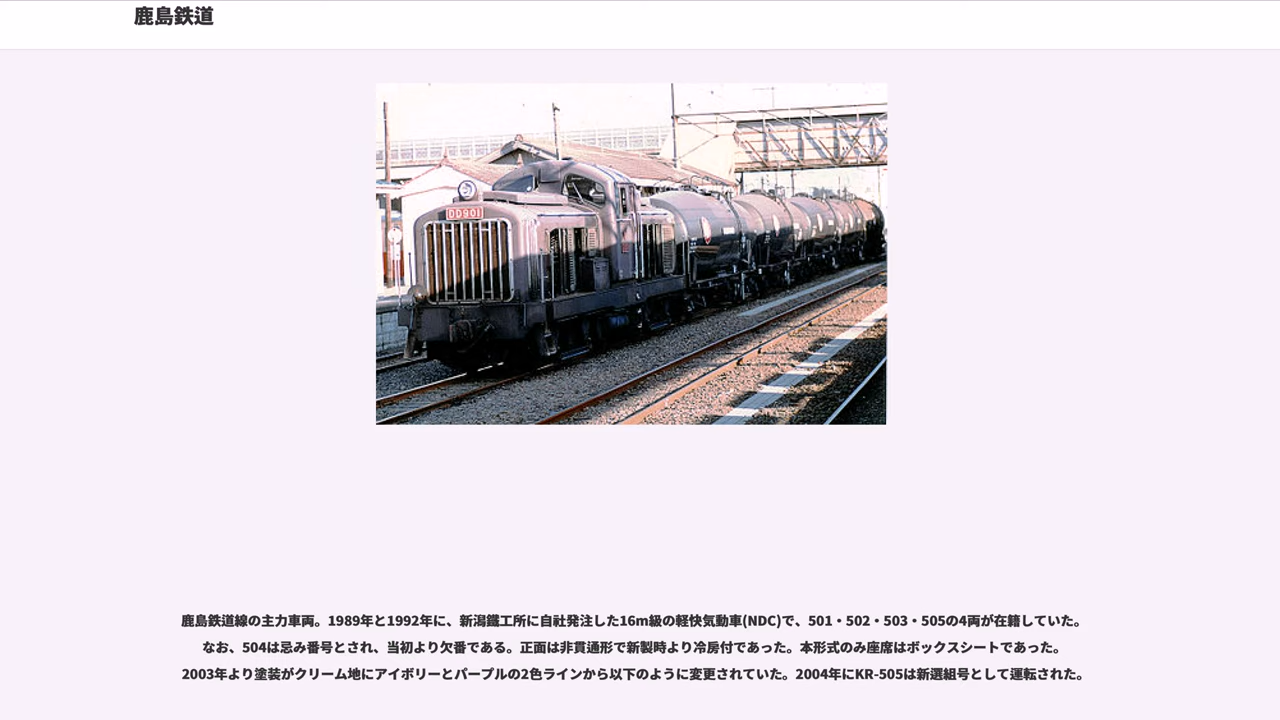 鹿島鉄道
DD901
鹿島鉄道線の主力車両。1989年と1992年に、新潟鐵工所に自社発注した16m級の軽快気動車(NDC)で、501・502・503・505の4両が在籍していた。
なお、504は忌み番号とされ、当初より欠番である。正面は非貫通形で新製時より冷房付であった。本形式のみ座席はボックスシートであった。
2003年より塗装がクリーム地にアイボリーとパープルの2色ラインから以下のように変更されていた。2004年にKR-505は新選組号として運転された。